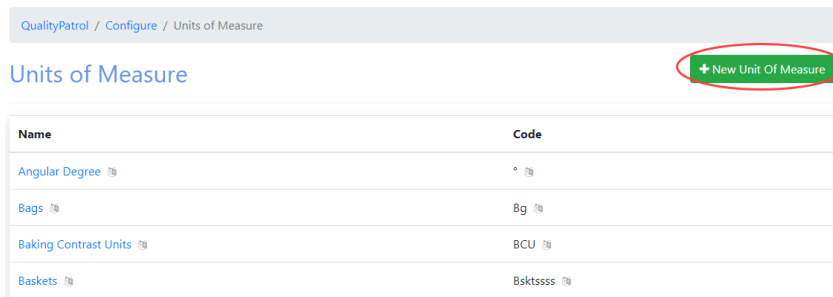 QualityPatrol / Configure / Units of Measure
Units of Measure
+ New Unit Of Measure
Name Code
Angular Degree °
Bags Bg
Baking Contrast Units BCU
Baskets Bsktssss